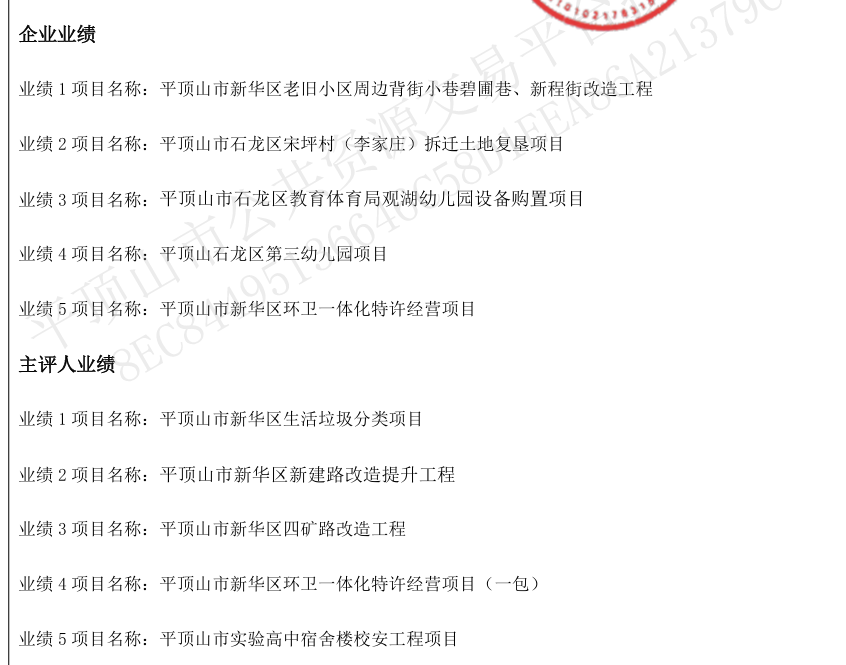 企业业绩
业绩 1 项目名称：平顶山市新华区老旧小区周边背街小巷碧圃巷、新程街改造工程
业绩 2 项目名称：平顶山市石龙区宋坪村（李家庄）拆迁土地复垦项目
业绩 3 项目名称：平顶山市石龙区教育体育局观湖幼儿园设备购置项目
业绩 4 项目名称：平顶山石龙区第三幼儿园项目
业绩 5 项目名称：平顶山市新华区环卫一体化特许经营项目
主评人业绩
业绩 1 项目名称：平顶山市新华区生活垃圾分类项目
业绩 2 项目名称：平顶山市新华区新建路改造提升工程
业绩 3 项目名称：平顶山市新华区四矿路改造工程
业绩 4 项目名称：平顶山市新华区环卫一体化特许经营项目（一包）
业绩 5 项目名称：平顶山市实验高中宿舍楼校安工程项目
平顶山市公共资源交易平台